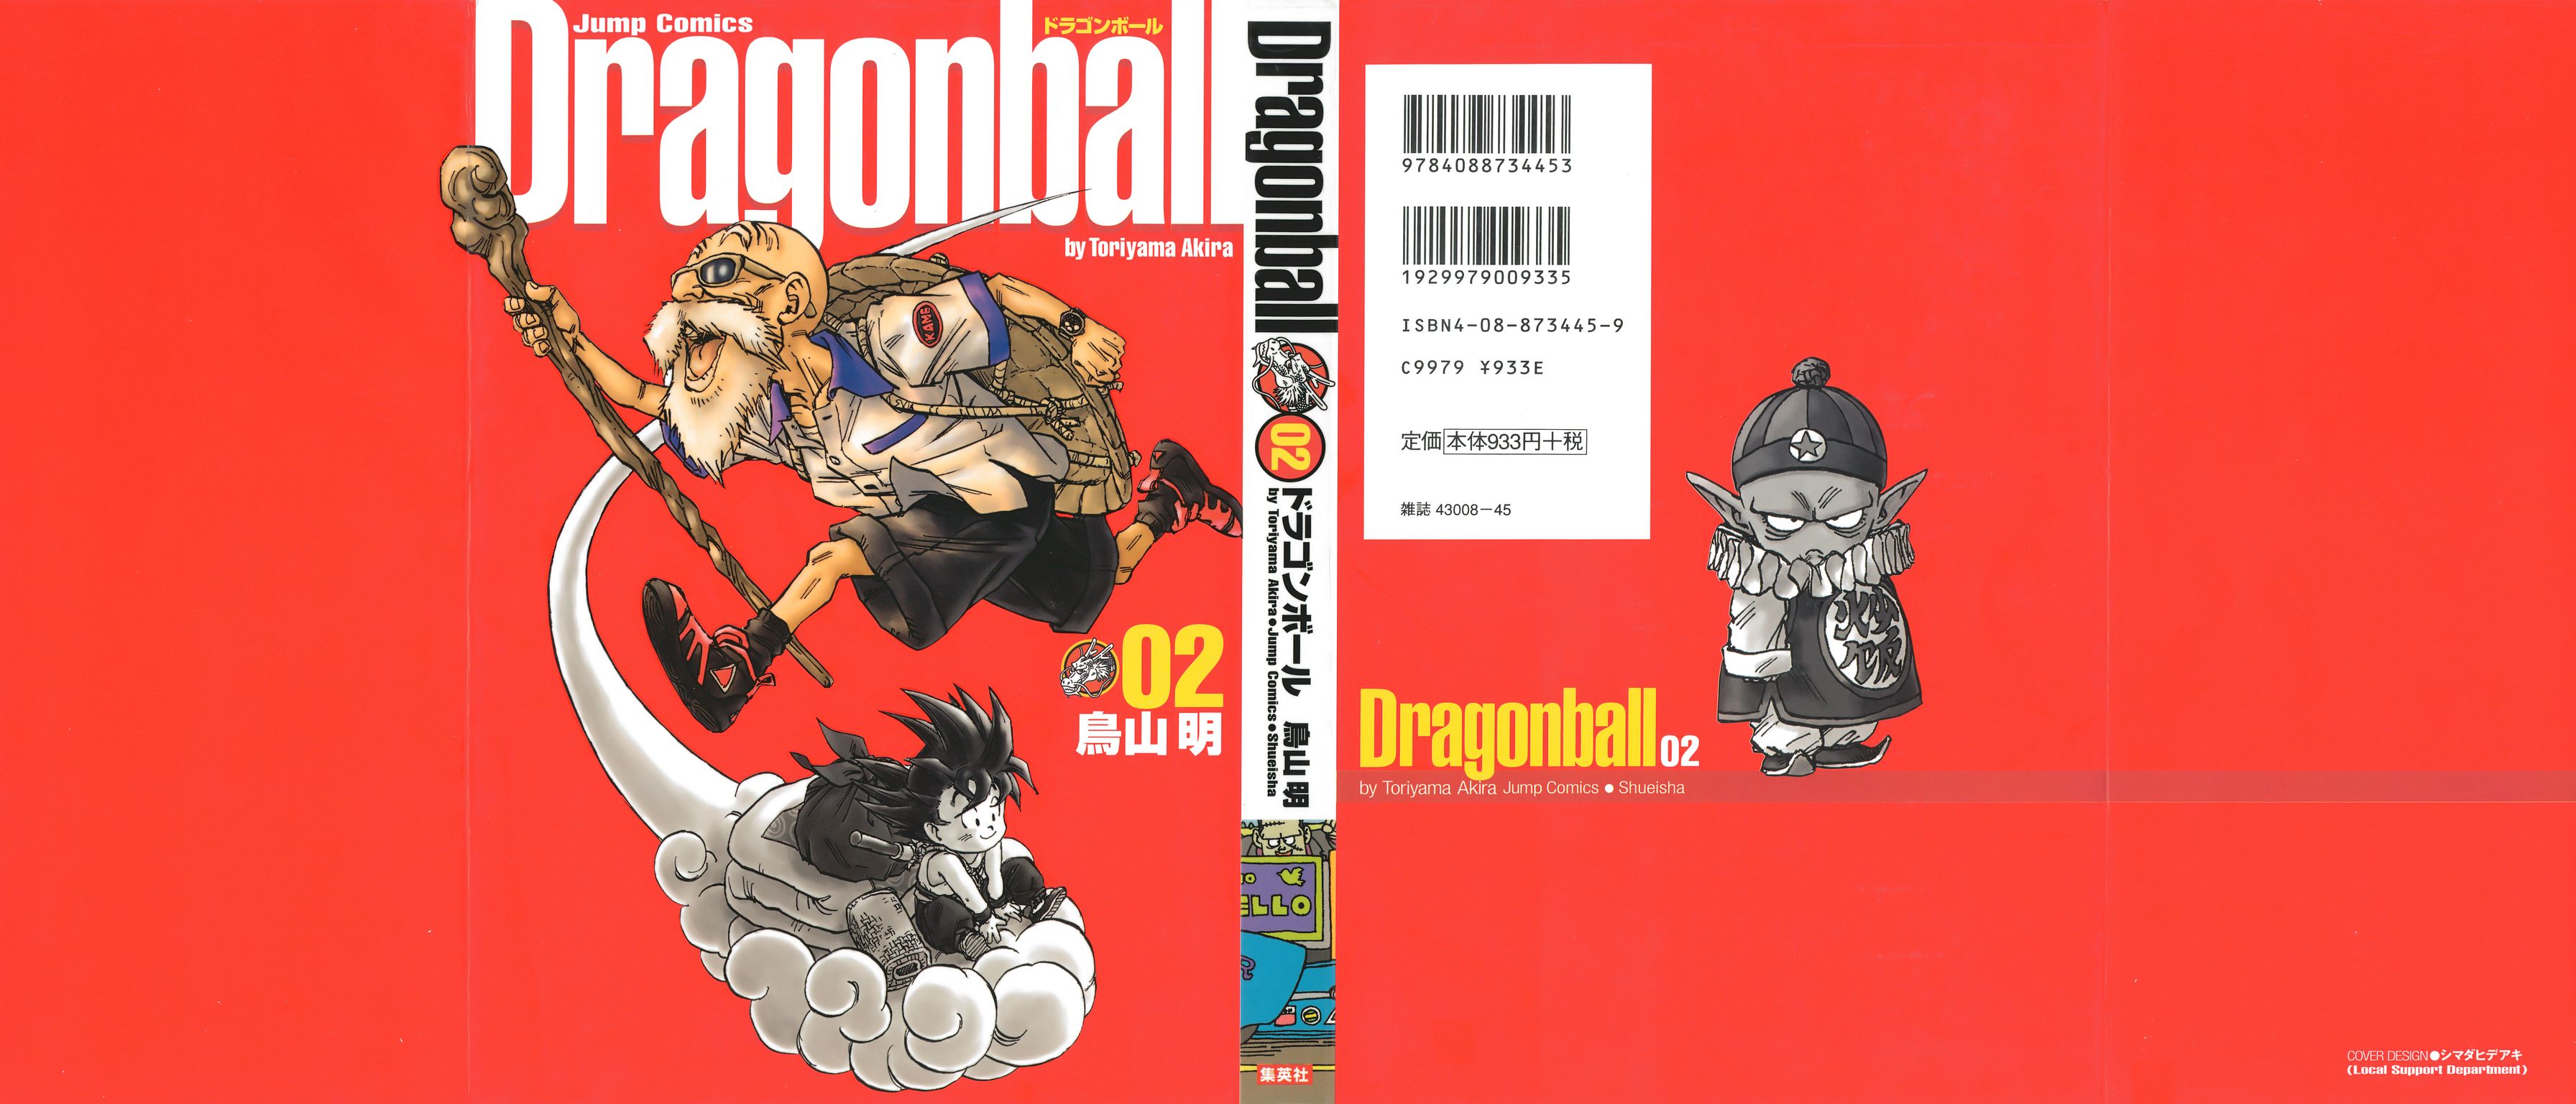 Jump Comics
ドラゴンボール
Dragonball
by Toriyama Akira
KAME
02
鳥山明
Dragonball
02
ドラゴンボール 鳥山明
by Toriyama Akira●Jump Comics●Shueisha
ELLO
集英社
9784088734453
1929979009335
ISBN4-08-873445-9
C9979 ¥933E
定価本体933円+税
雑誌 43008-45
Dragonball 02
by Toriyama Akira Jump Comics ● Shueisha
COVER DESIGN●シマダヒデアキ
(Local Support Department)